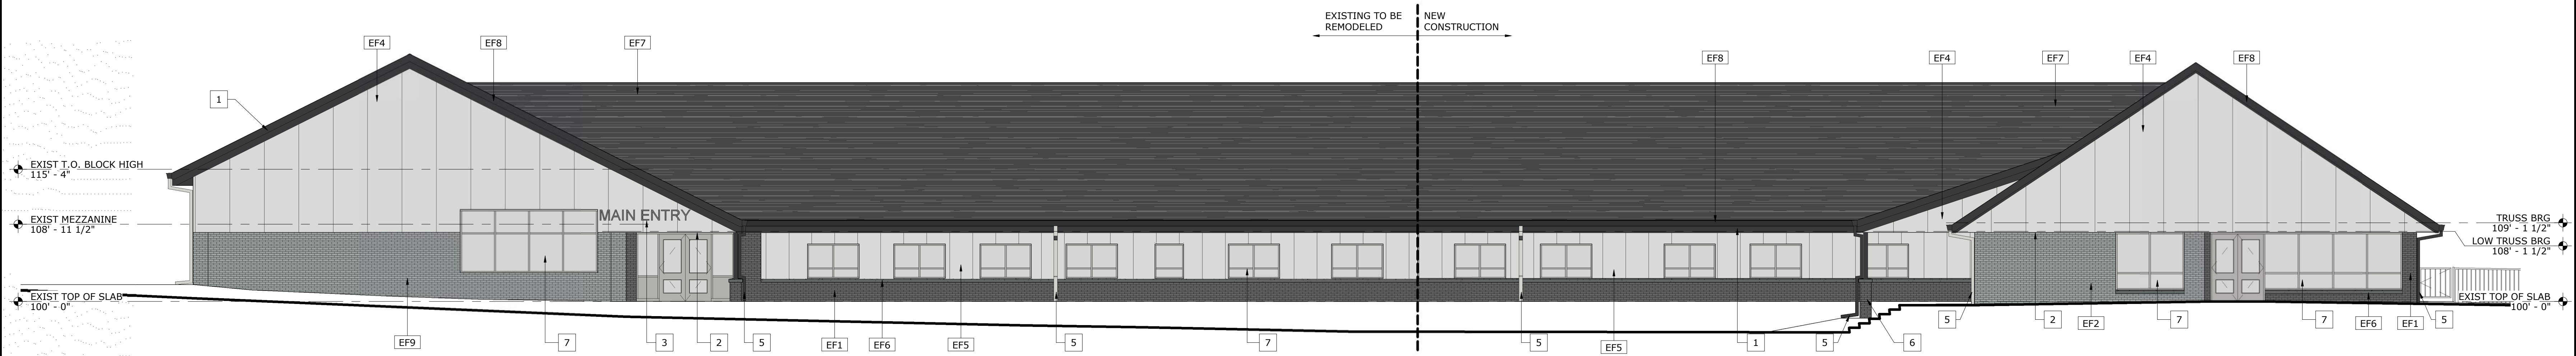 EXISTING TO BE
REMODELED
NEW
CONSTRUCTION
EF4
EF8
EF7
EF8
EF4
EF7
EF4
EF8
1
EXIST T.O. BLOCK HIGH
115' - 4"
MAIN ENTRY
EXIST MEZZANINE
108' - 11 1/2"
TRUSS BRG
109' - 1 1/2"
LOW TRUSS BRG
108' - 1 1/2"
EXIST TOP OF SLAB
100' - 0"
EXIST TOP OF SLAB
100' - 0"
EF9
7
3
2
5
EF1
EF6
EF5
5
7
5
EF5
1
5
6
5
2
EF2
7
7
EF6
EF1
5